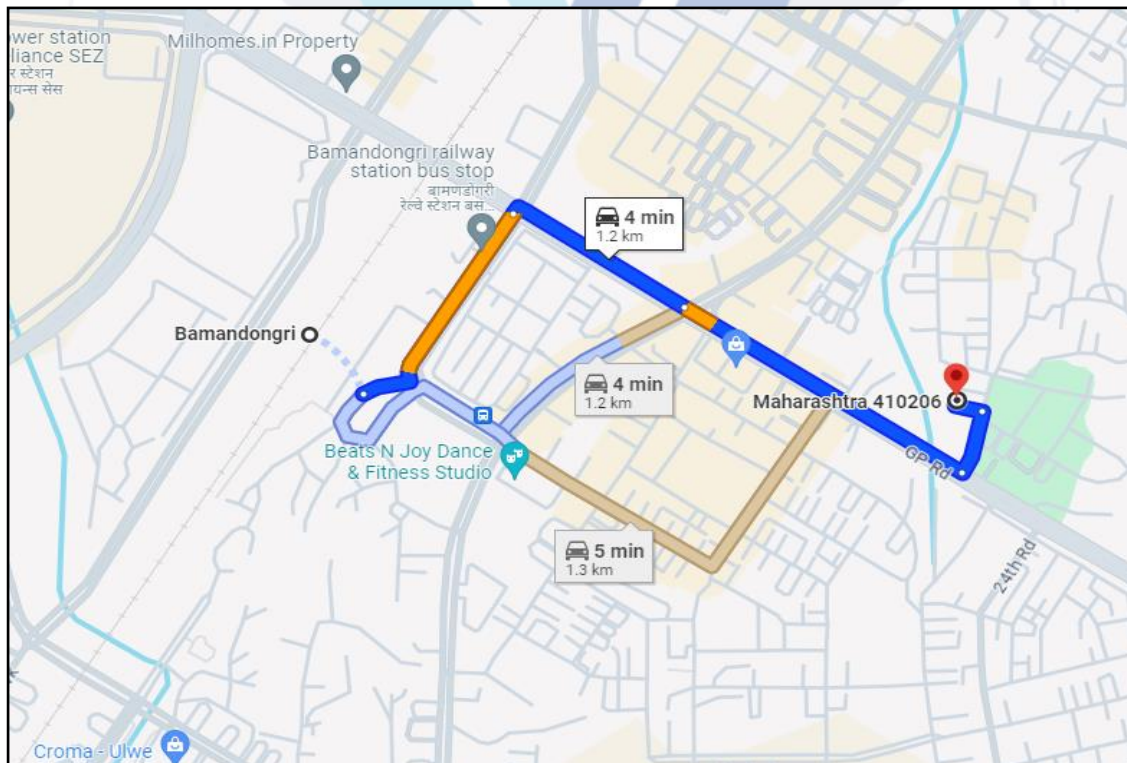 ower station
liance SEZ
र स्टेशन
यन्स सेस
Milhomes.in Property
Bamandongri railway
station bus stop
बामणडोंगरी
रेल्वे स्टेशन बस...
4 min
1.2 km
Bamandongri
4 min
1.2 km
Maharashtra 410206
Beats N Joy Dance
& Fitness Studio
GP Rd
5 min
1.3 km
24th Rd
Croma - Ulwe